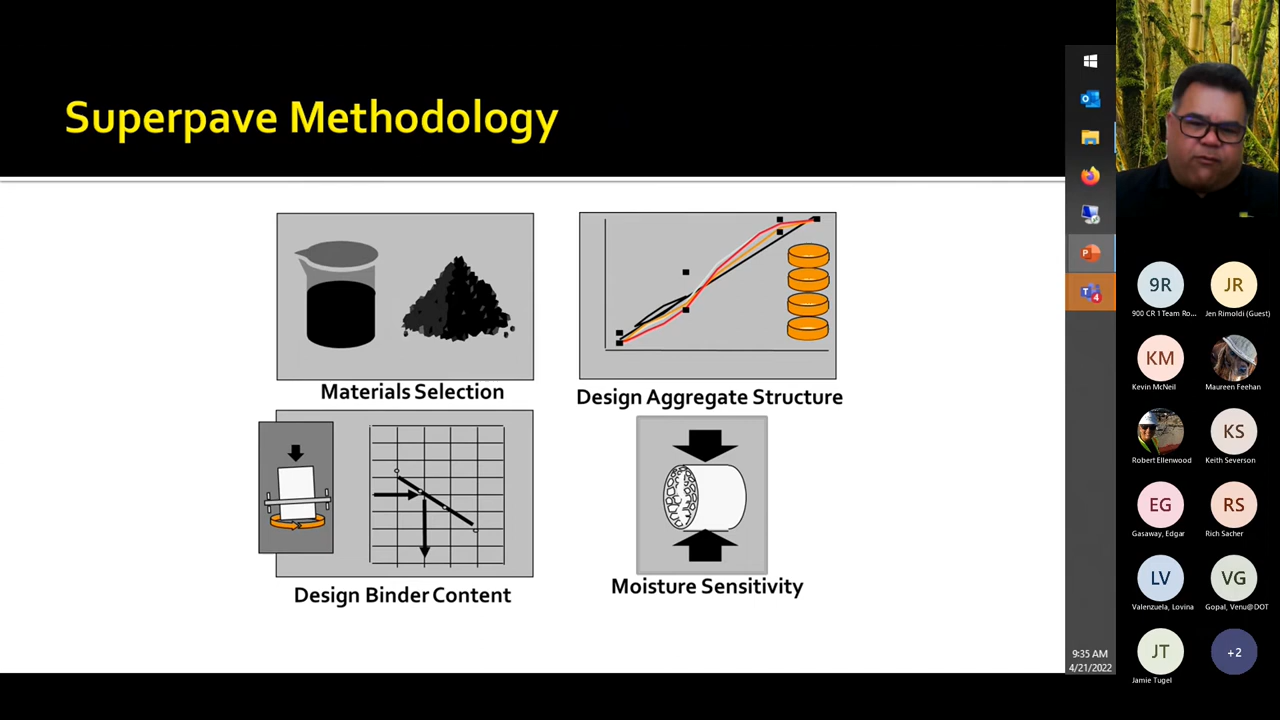 Superpave Methodology
Materials Selection
Design Aggregate Structure
Design Binder Content
Moisture Sensitivity
O
P
4
9:35 AM
4/21/2022
9R
JR
900 CR 1 Team Ro...
Jen Rimoldi (Guest)
KM
Kevin McNeil
Maureen Feehan
KS
Robert Ellenwood
Keith Severson
EG
RS
Gasaway, Edgar
Rich Sacher
LV
VG
Valenzuela, Lovina
Gopal, Venu@DOT
JT
+2
Jamie Tugel